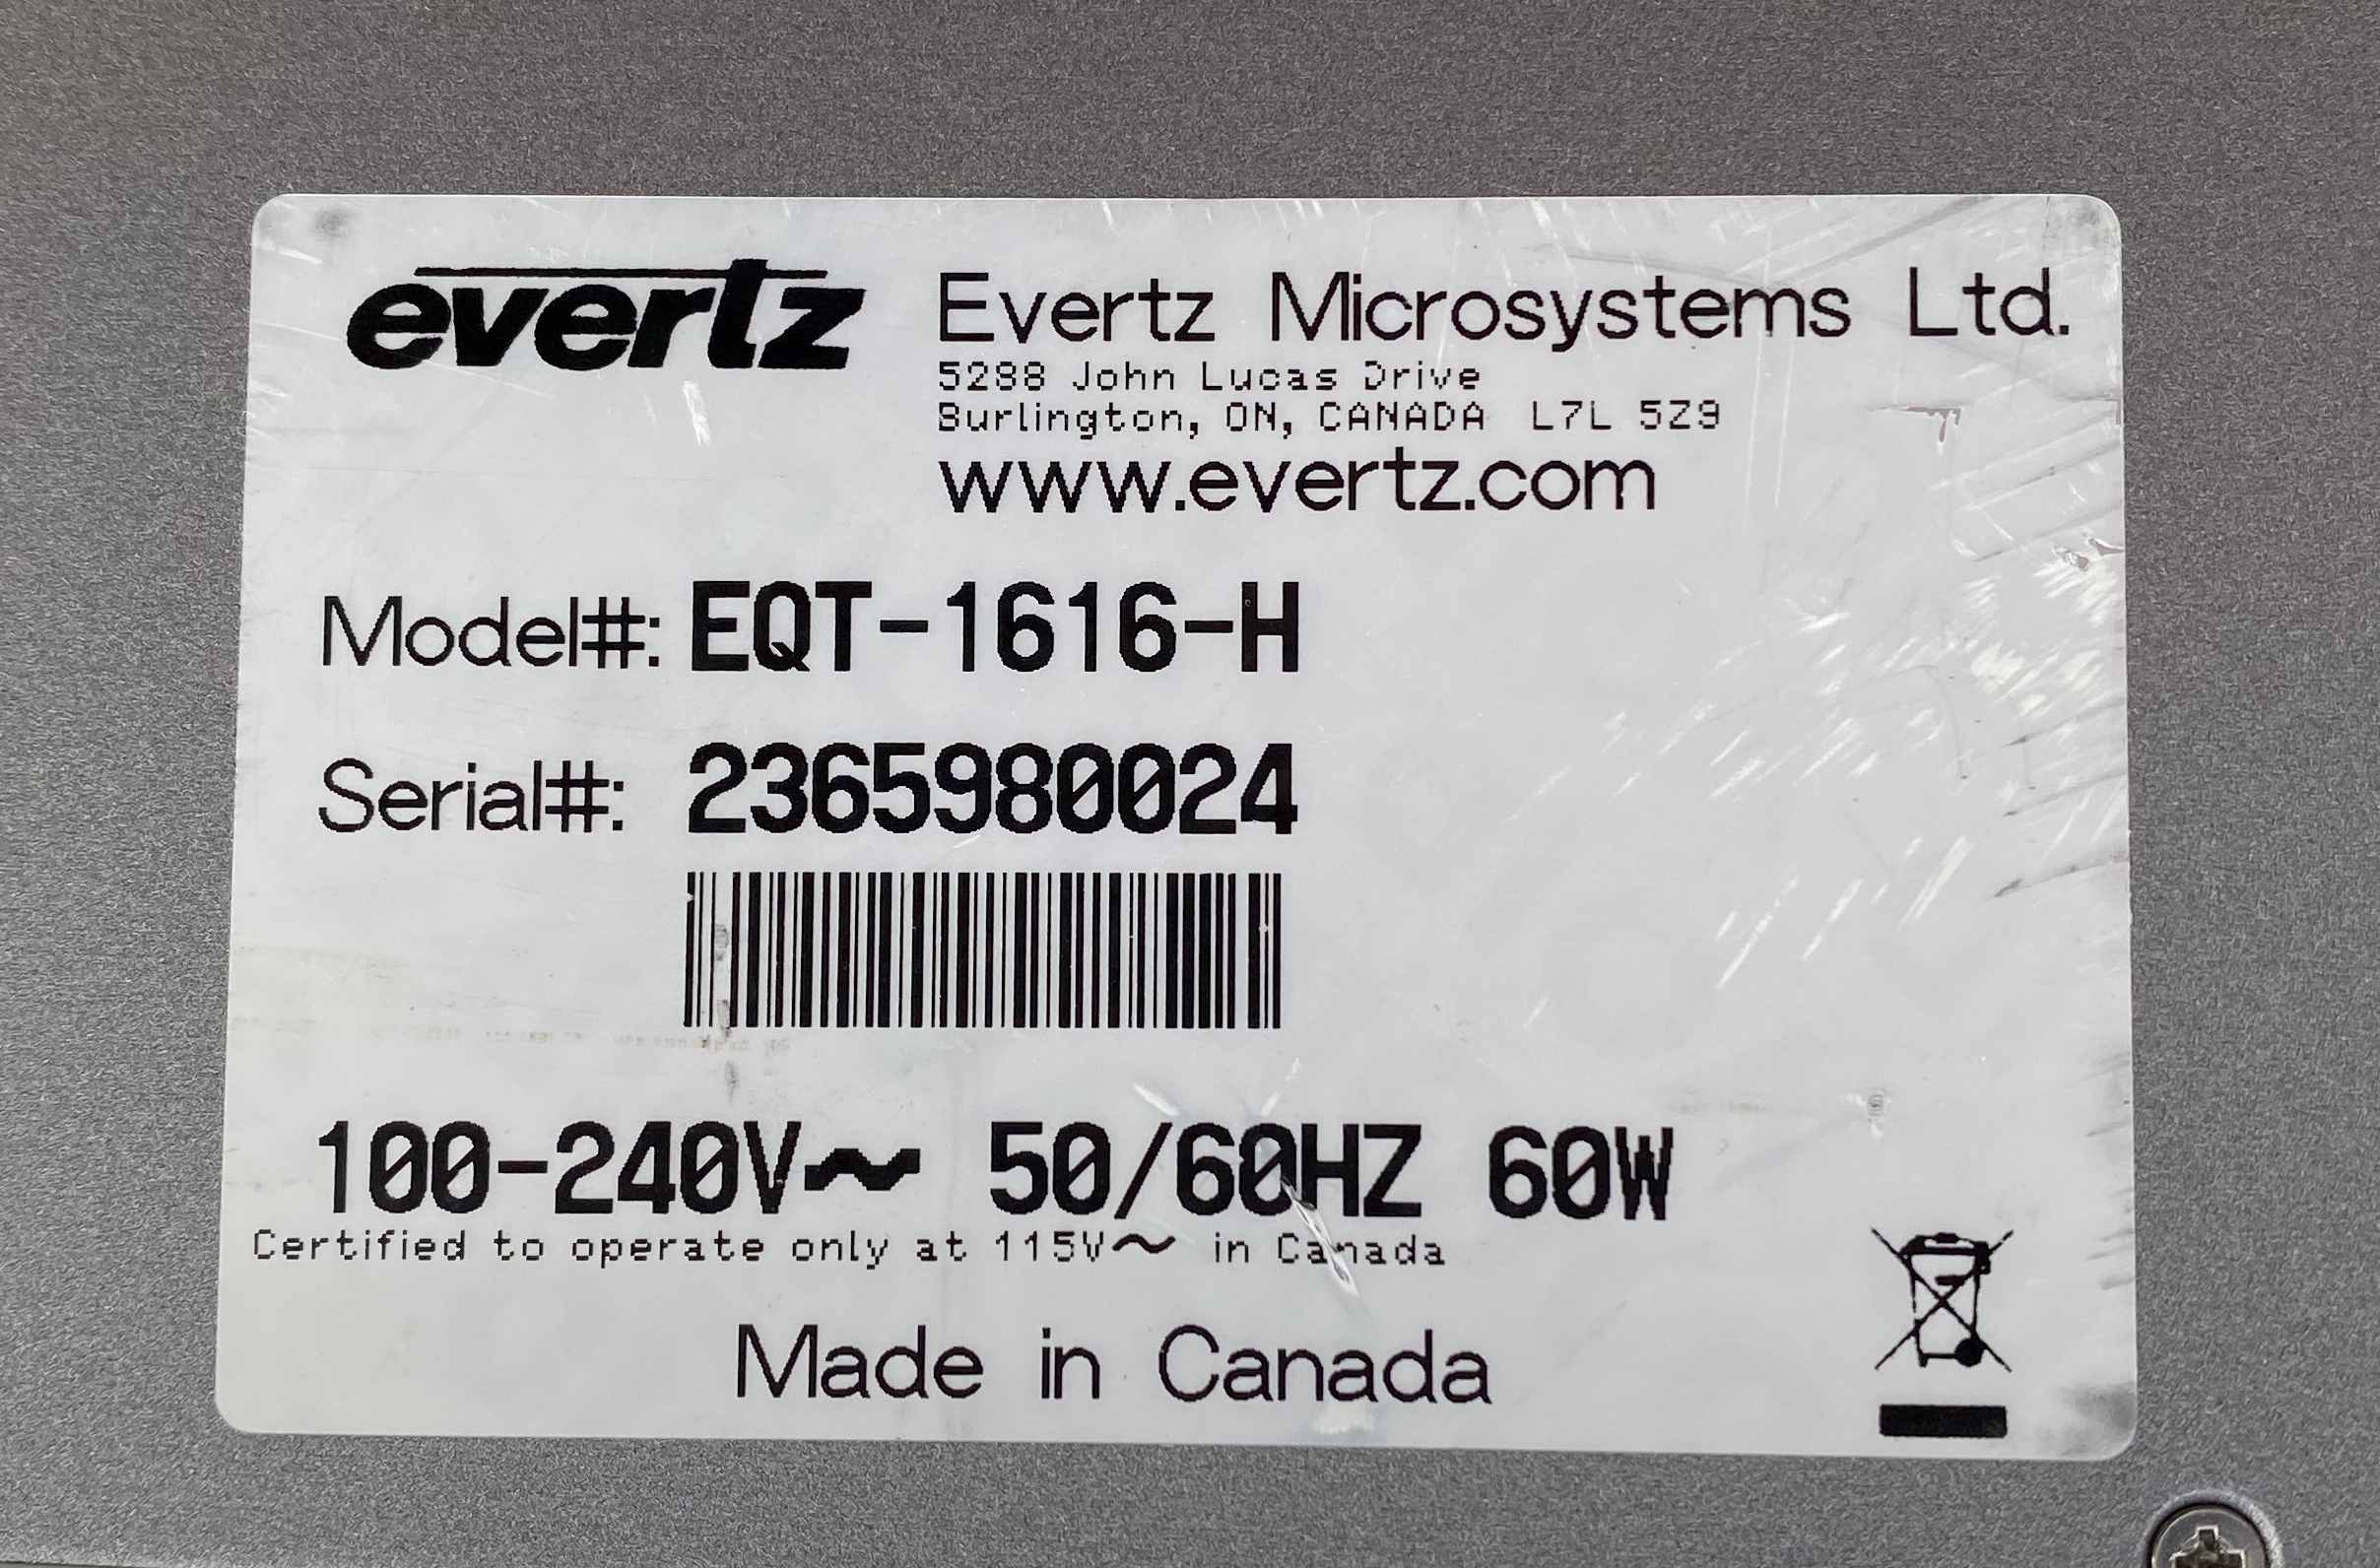 evertz Evertz Microsystems Ltd.
5288 John Lucas Drive
Burlington, ON, CANADA L7L 5Z9
www.evertz.com
Model#: EQT-1616-H
Serial#: 2365980024
100-240V~ 50/60HZ 60W
Certified to operate only at 115V~ in Canada
Made in Canada